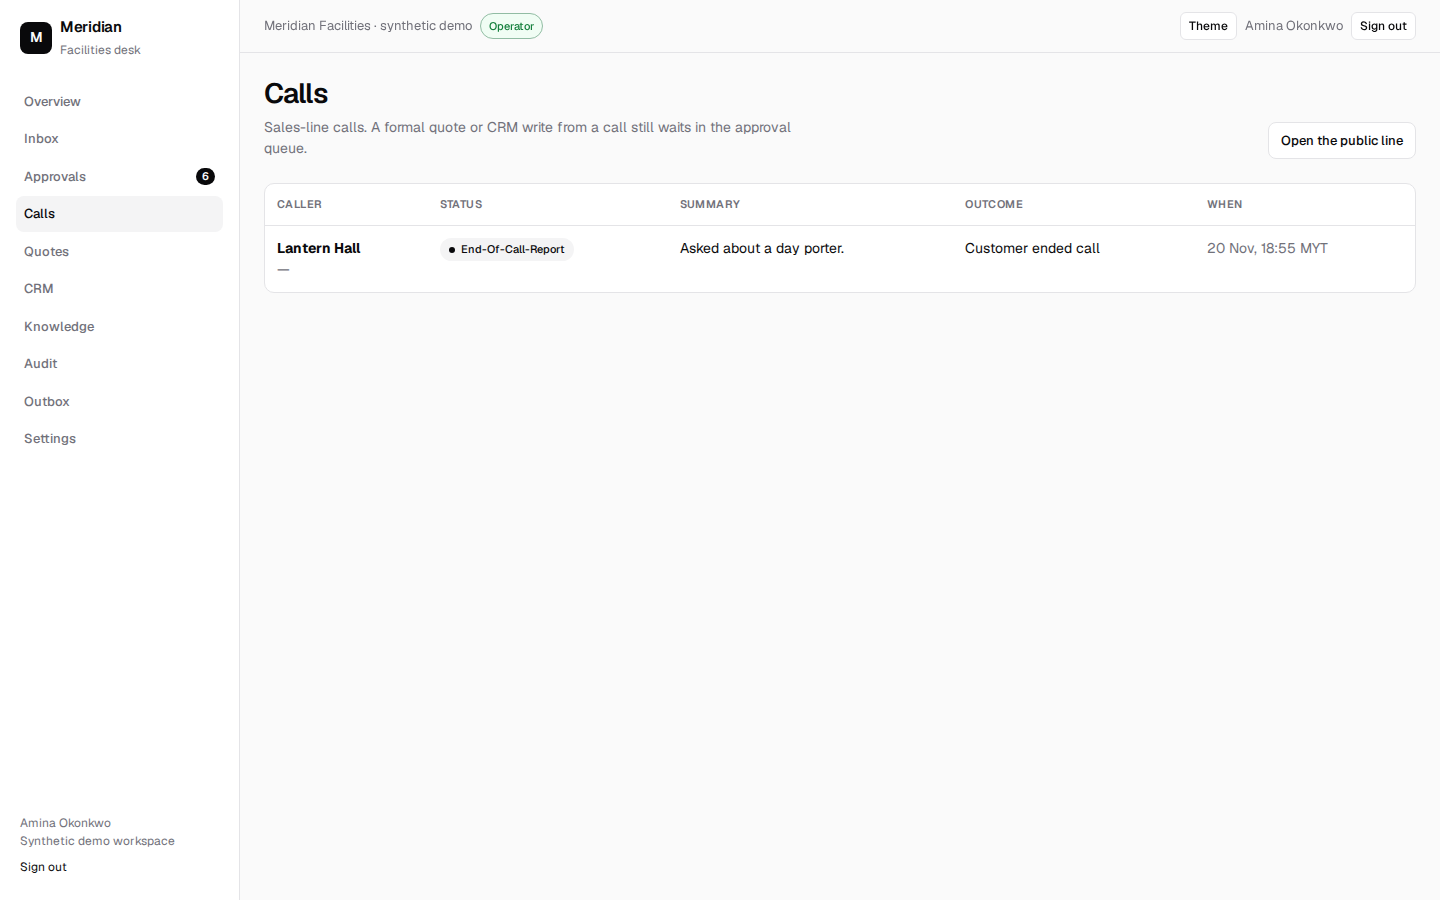 M
Meridian
Facilities desk
Overview
Inbox
Approvals 6
Calls
Quotes
CRM
Knowledge
Audit
Outbox
Settings
Amina Okonkwo
Synthetic demo workspace
Sign out
Meridian Facilities · synthetic demo Operator
Theme Amina Okonkwo Sign out
Calls
Sales-line calls. A formal quote or CRM write from a call still waits in the approval
queue.
Open the public line
CALLER STATUS SUMMARY OUTCOME WHEN
Lantern Hall End-Of-Call-Report Asked about a day porter. Customer ended call 20 Nov, 18:55 MYT
—